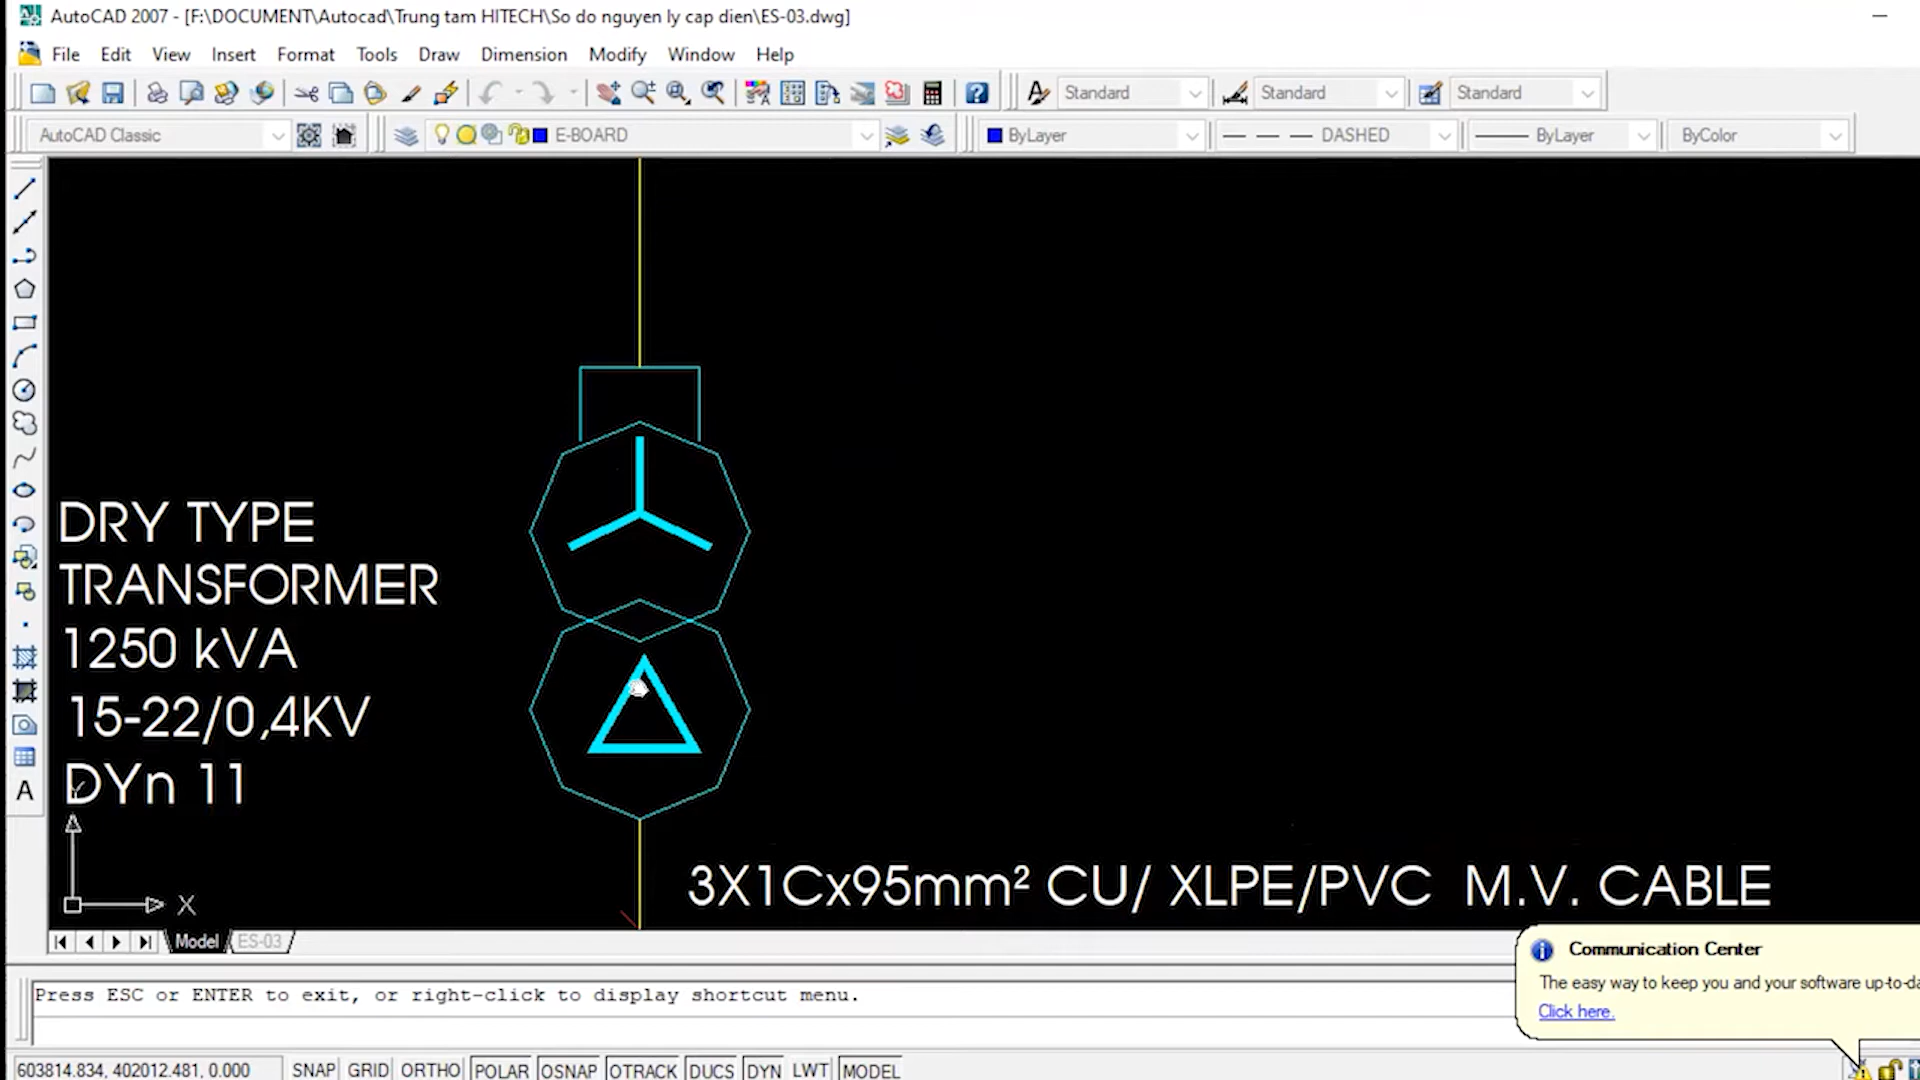 AutoCAD 2007 - [F:\DOCUMENT\Autocad\Trung tam HITECH\So do nguyen ly cap dien\ES-03.dwg]
File Edit View Insert Format Tools Draw Dimension Modify Window Help
Standard Standard Standard
AutoCAD Classic E-BOARD ByLayer DASHED ByLayer ByColor
DRY TYPE
TRANSFORMER
1250 kVA
15-22/0,4KV
DYn 11
Y
X
3X1Cx95mm² CU/ XLPE/PVC M.V. CABLE
Model ES-03
Communication Center
The easy way to keep you and your software up-to-da
Click here.
Press ESC or ENTER to exit, or right-click to display shortcut menu.
603814.834, 402012.481, 0.000 SNAP GRID ORTHO POLAR OSNAP OTRACK DUCS DYN LWT MODEL